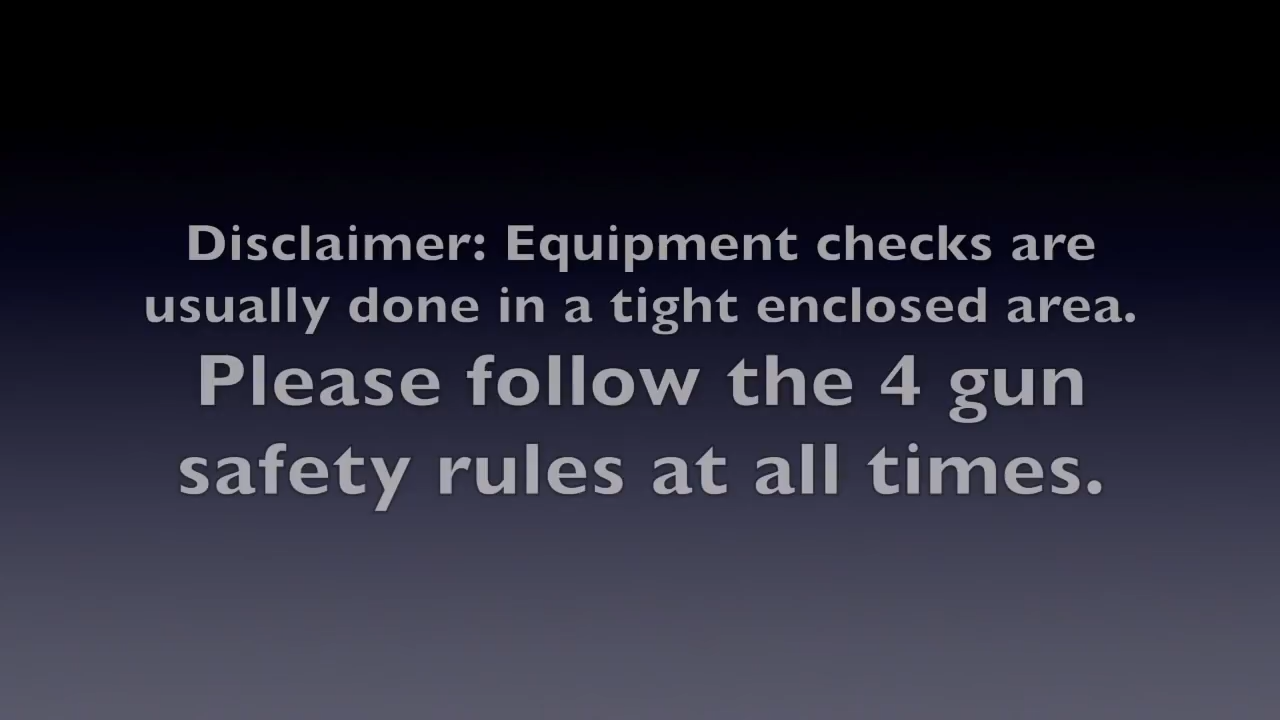 Disclaimer: Equipment checks are
usually done in a tight enclosed area.
Please follow the 4 gun
safety rules at all times.